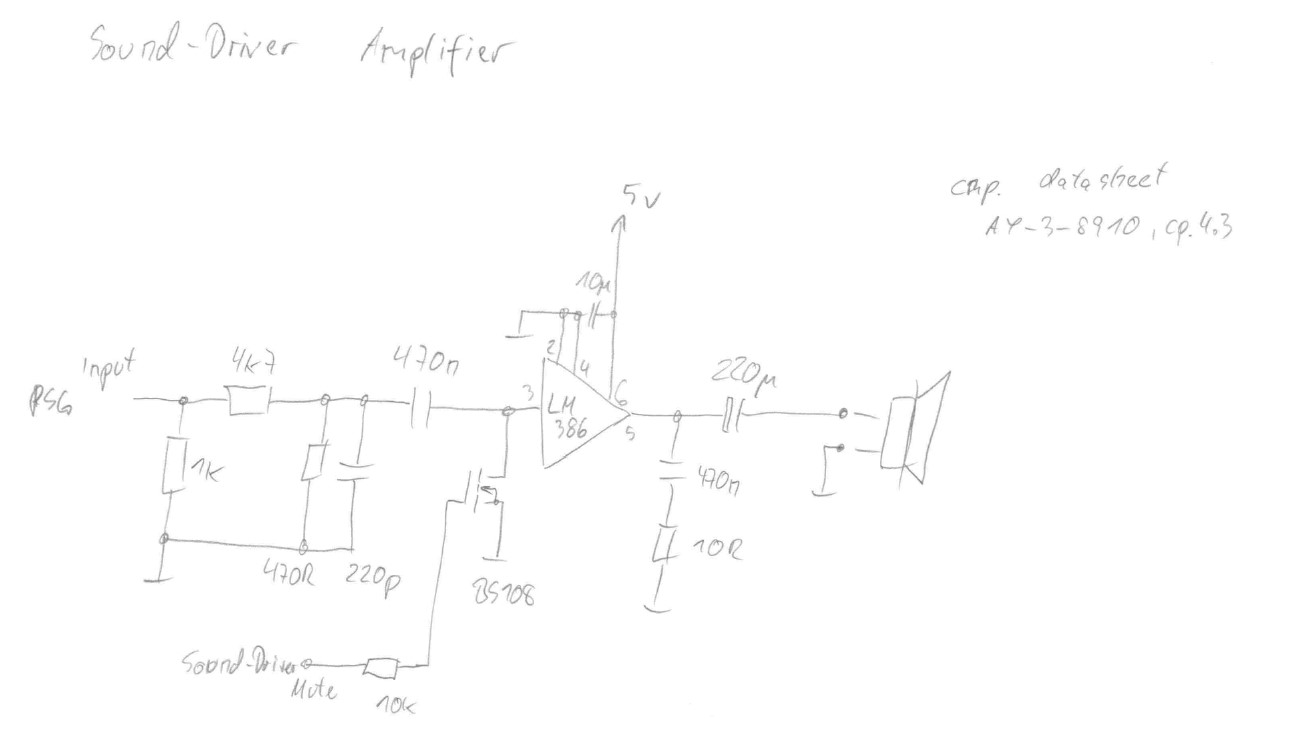 Sound-Driver Amplifier
cmp. datasheet
AY-3-8910, cp. 4.3
5V
10µ
2
4
6
3
5
LM
386
Input
PSG
4k7
470n
220µ
1k
470R
220p
BS108
470n
10R
Sound-Driver
Mute
10k